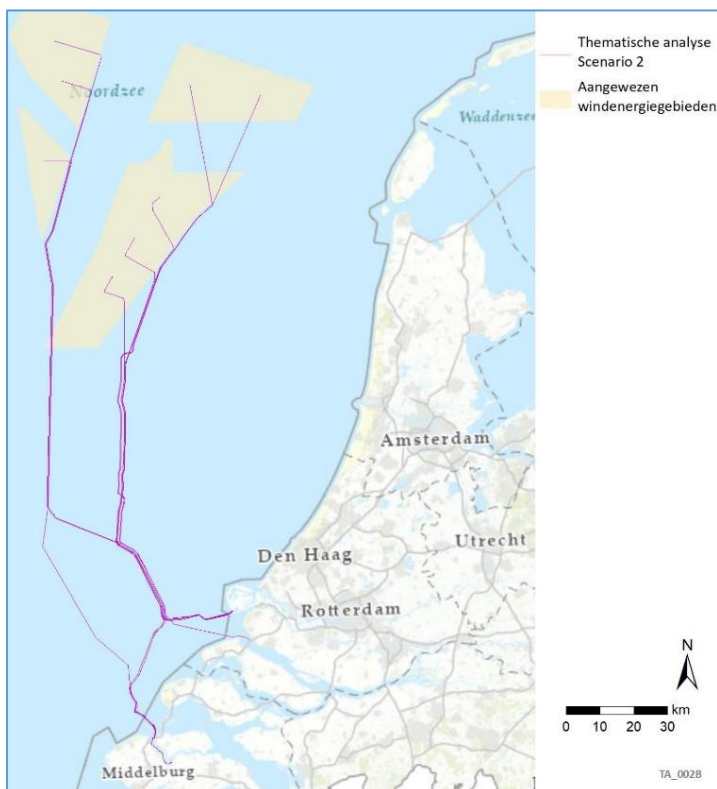 Thematische analyse
Scenario 2
Aangewezen
windenergiegebieden
Noordzee
Waddenzee
Amsterdam
Utrecht
Den Haag
Rotterdam
Middelburg
N
km
0 10 20 30
TA_002B